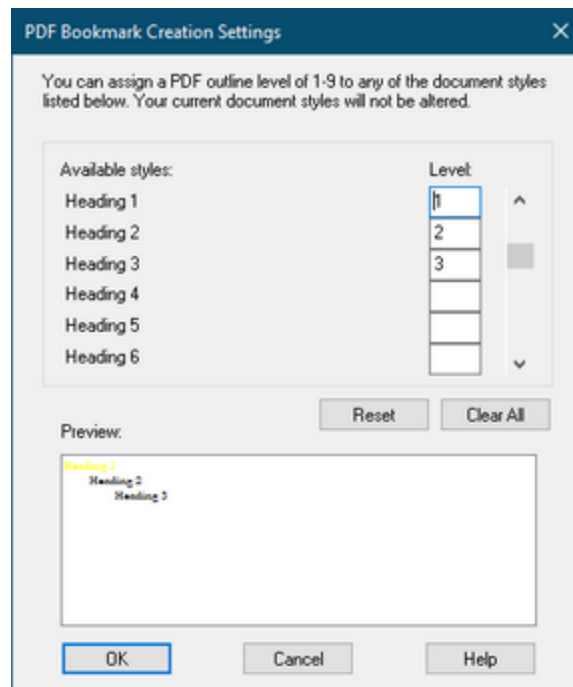 PDF Bookmark Creation Settings
You can assign a PDF outline level of 1-9 to any of the document styles
listed below. Your current document styles will not be altered.
Available styles: Level:
Heading 1 1
Heading 2 2
Heading 3 3
Heading 4
Heading 5
Heading 6
Reset Clear All
Preview:
Heading 1
Heading 2
Heading 3
OK Cancel Help